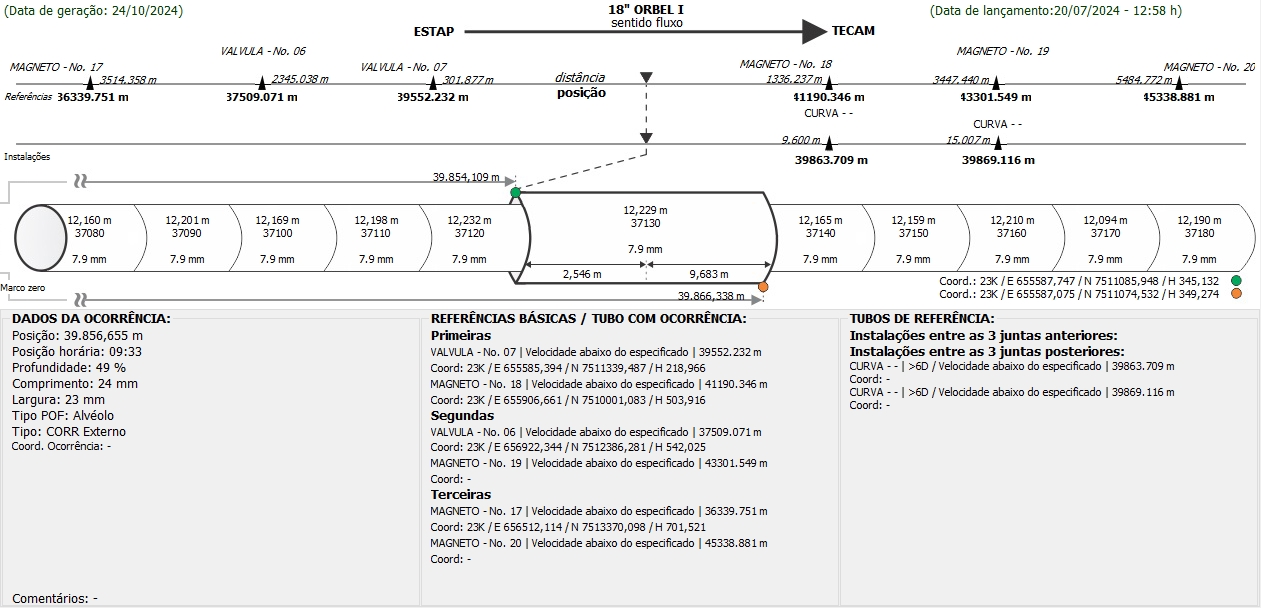 (Data de geração: 24/10/2024)
18" ORBEL I
(Data de lançamento:20/07/2024 - 12:58 h)
sentido fluxo
ESTAP
TECAM
VALVULA - No. 06
MAGNETO - No. 19
MAGNETO - No. 17
VALVULA - No. 07
MAGNETO - No. 18
MAGNETO - No. 20
3514.358 m
2345.038 m
301.877 m
distância
1336.237 m
3447.440 m
5484.772 m
Referências
36339.751 m
37509.071 m
39552.232 m
posição
41190.346 m
43301.549 m
45338.881 m
CURVA - -
CURVA - -
9.600 m
15.007 m
Instalações
39863.709 m
39869.116 m
39.854,109 m
12,160 m
37080
7.9 mm
12,201 m
37090
7.9 mm
12,169 m
37100
7.9 mm
12,198 m
37110
7.9 mm
12,232 m
37120
7.9 mm
12,229 m
37130
7.9 mm
2,546 m
9,683 m
12,165 m
37140
7.9 mm
12,159 m
37150
7.9 mm
12,210 m
37160
7.9 mm
12,094 m
37170
7.9 mm
12,190 m
37180
7.9 mm
Marco zero
39.866,338 m
Coord.: 23K / E 655587,747 / N 7511085,948 / H 345,132
Coord.: 23K / E 655587,075 / N 7511074,532 / H 349,274
DADOS DA OCORRÊNCIA:
Posição: 39.856,655 m
Posição horária: 09:33
Profundidade: 49 %
Comprimento: 24 mm
Largura: 23 mm
Tipo POF: Alvéolo
Tipo: CORR Externo
Coord. Ocorrência: -
Comentários: -
REFERÊNCIAS BÁSICAS / TUBO COM OCORRÊNCIA:
Primeiras
VALVULA - No. 07 | Velocidade abaixo do especificado | 39552.232 m
Coord: 23K / E 655585,394 / N 7511339,487 / H 218,966
MAGNETO - No. 18 | Velocidade abaixo do especificado | 41190.346 m
Coord: 23K / E 655906,661 / N 7510001,083 / H 503,916
Segundas
VALVULA - No. 06 | Velocidade abaixo do especificado | 37509.071 m
Coord: 23K / E 656922,344 / N 7512386,281 / H 542,025
MAGNETO - No. 19 | Velocidade abaixo do especificado | 43301.549 m
Coord: -
Terceiras
MAGNETO - No. 17 | Velocidade abaixo do especificado | 36339.751 m
Coord: 23K / E 656512,114 / N 7513370,098 / H 701,521
MAGNETO - No. 20 | Velocidade abaixo do especificado | 45338.881 m
Coord: -
TUBOS DE REFERÊNCIA:
Instalações entre as 3 juntas anteriores:
Instalações entre as 3 juntas posteriores:
CURVA - - | >6D / Velocidade abaixo do especificado | 39863.709 m
Coord: -
CURVA - - | >6D / Velocidade abaixo do especificado | 39869.116 m
Coord: -